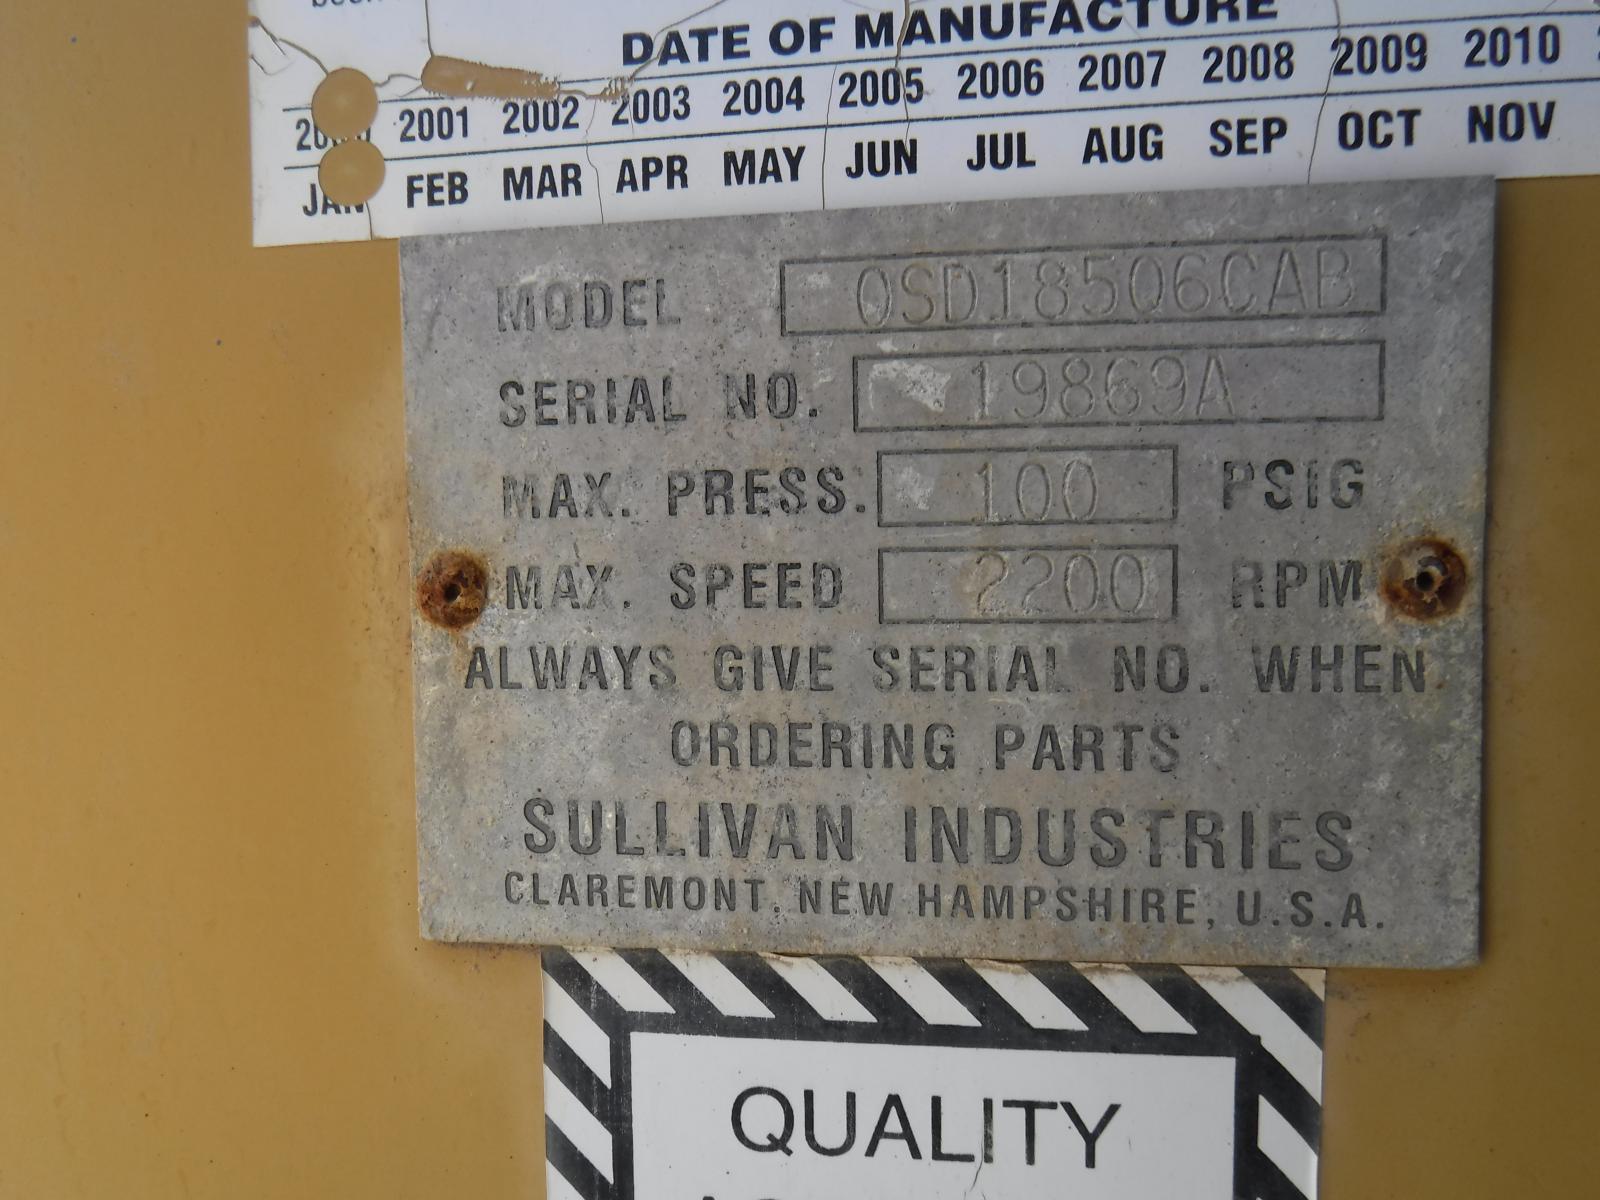 DATE OF MANUFACTURE
2001 2002 2003 2004 2005 2006 2007 2008 2009 2010
JAN FEB MAR APR MAY JUN JUL AUG SEP OCT NOV
MODEL 0SD18506CAB
SERIAL NO. 19869A
MAX. PRESS. 100 PSIG
MAX. SPEED 2200 RPM
ALWAYS GIVE SERIAL NO. WHEN
ORDERING PARTS
SULLIVAN INDUSTRIES
CLAREMONT, NEW HAMPSHIRE, U.S.A.
QUALITY